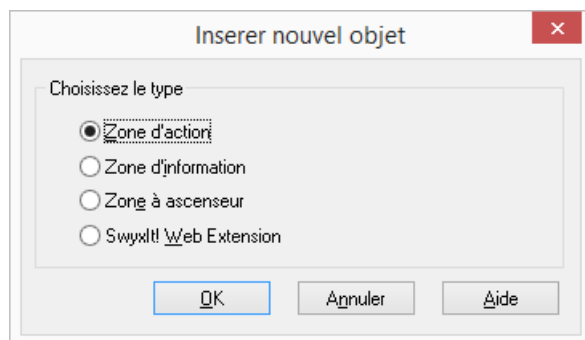 Inserer nouvel objet
Choisissez le type
Zone d'action
Zone d'information
Zone à ascenseur
SwyxIt! Web Extension
OK Annuler Aide